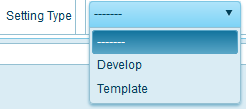 Setting Type -------
-------
Develop
Template